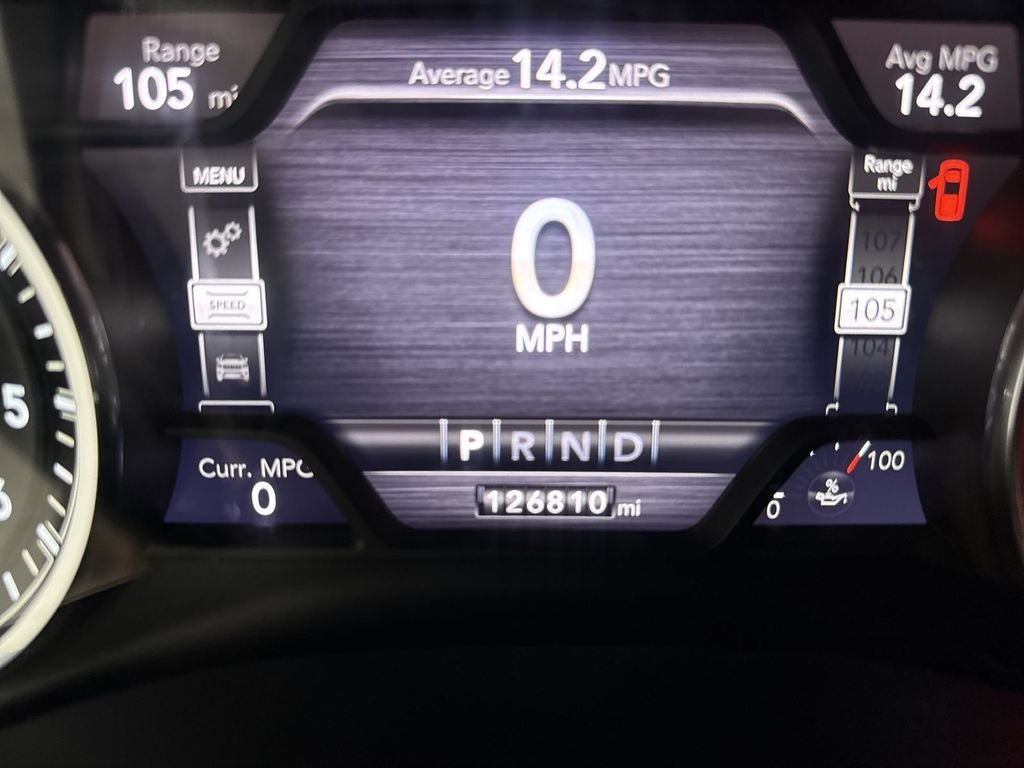 Range
105 mi
Average 14.2 MPG
Avg MPG
14.2
MENU
SPEED
0
MPH
Range
mi
107
106
105
104
5
P R N D
Curr. MPG
0
126810 mi
100
%
0